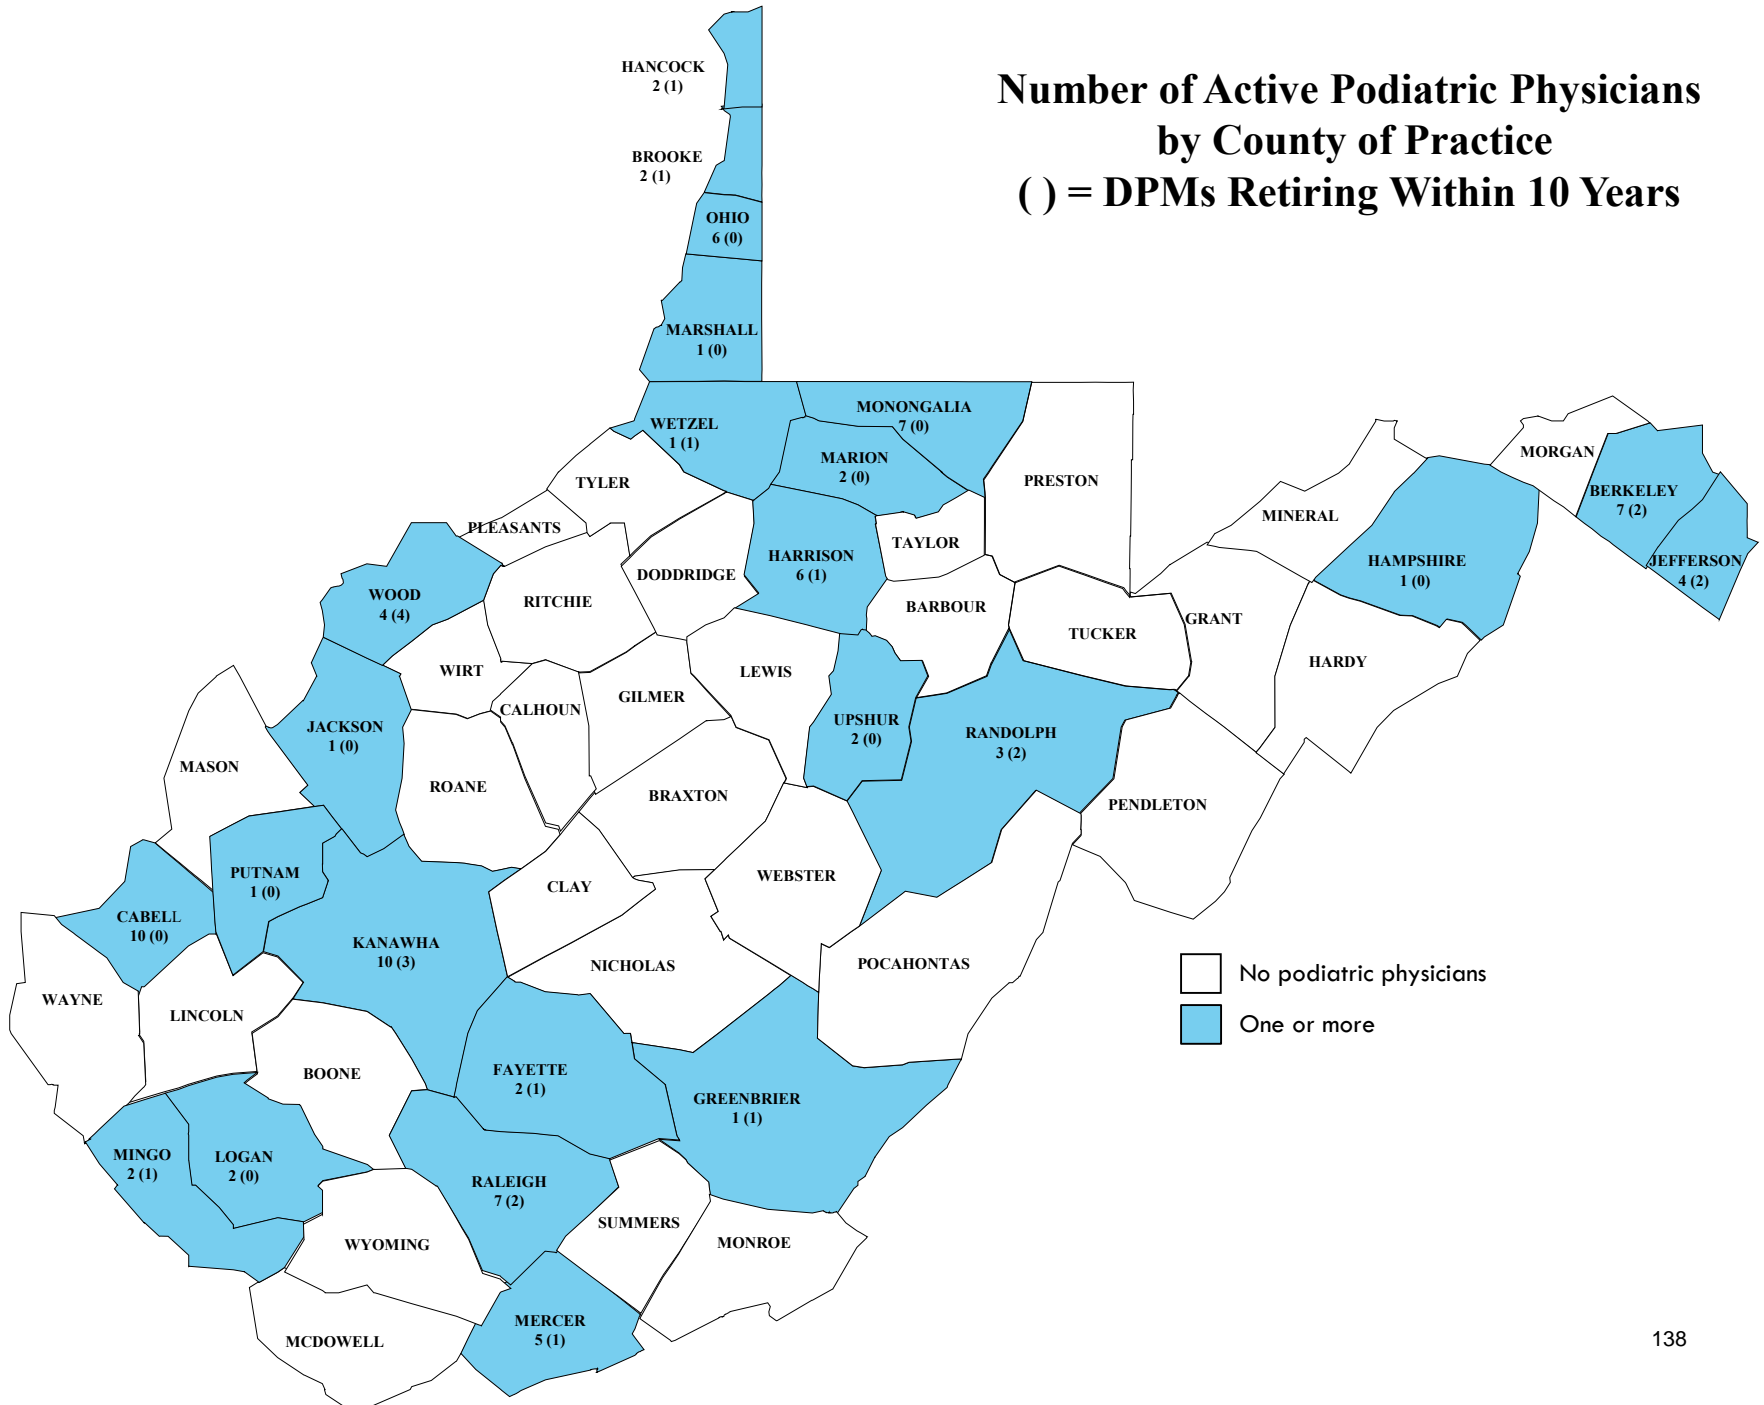 Number of Active Podiatric Physicians
by County of Practice
( ) = DPMs Retiring Within 10 Years
HANCOCK
2 (1)
BROOKE
2 (1)
OHIO
6 (0)
MARSHALL
1 (0)
WETZEL
1 (1)
MONONGALIA
7 (0)
MARION
2 (0)
PRESTON
TYLER
PLEASANTS
MORGAN
BERKELEY
7 (2)
MINERAL
HAMPSHIRE
1 (0)
JEFFERSON
4 (2)
TAYLOR
HARRISON
6 (1)
DODDRIDGE
WOOD
4 (4)
RITCHIE
BARBOUR
TUCKER
GRANT
HARDY
WIRT
LEWIS
GILMER
CALHOUN
UPSHUR
2 (0)
RANDOLPH
3 (2)
JACKSON
1 (0)
MASON
ROANE
BRAXTON
PENDLETON
PUTNAM
1 (0)
CLAY
WEBSTER
CABELL
10 (0)
KANAWHA
10 (3)
NICHOLAS
POCAHONTAS
WAYNE
LINCOLN
No podiatric physicians
One or more
BOONE
FAYETTE
2 (1)
GREENBRIER
1 (1)
MINGO
2 (1)
LOGAN
2 (0)
RALEIGH
7 (2)
SUMMERS
MONROE
WYOMING
MERCER
5 (1)
MCDOWELL
138